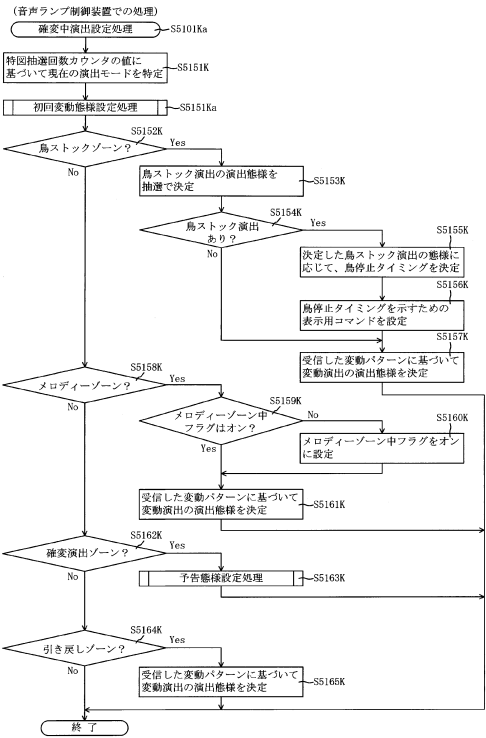 (音声ランプ制御装置での処理)
確変中演出設定処理
S5101Ka
特図抽選回数カウンタの値に
基づいて現在の演出モードを特定
S5151K
初回変動態様設定処理
S5151Ka
鳥ストックゾーン？
S5152K
Yes
No
鳥ストック演出の演出態様を
抽選で決定
S5153K
鳥ストック演出
あり？
S5154K
Yes
No
決定した鳥ストック演出の態様に
応じて、鳥停止タイミングを決定
S5155K
鳥停止タイミングを示すための
表示用コマンドを設定
S5156K
受信した変動パターンに基づいて
変動演出の演出態様を決定
S5157K
メロディーゾーン？
S5158K
Yes
No
メロディーゾーン中
フラグはオン？
S5159K
No
Yes
メロディーゾーン中フラグをオン
に設定
S5160K
受信した変動パターンに基づいて
変動演出の演出態様を決定
S5161K
確変演出ゾーン？
S5162K
Yes
No
予告態様設定処理
S5163K
引き戻しゾーン？
S5164K
Yes
No
受信した変動パターンに基づいて
変動演出の演出態様を決定
S5165K
終了